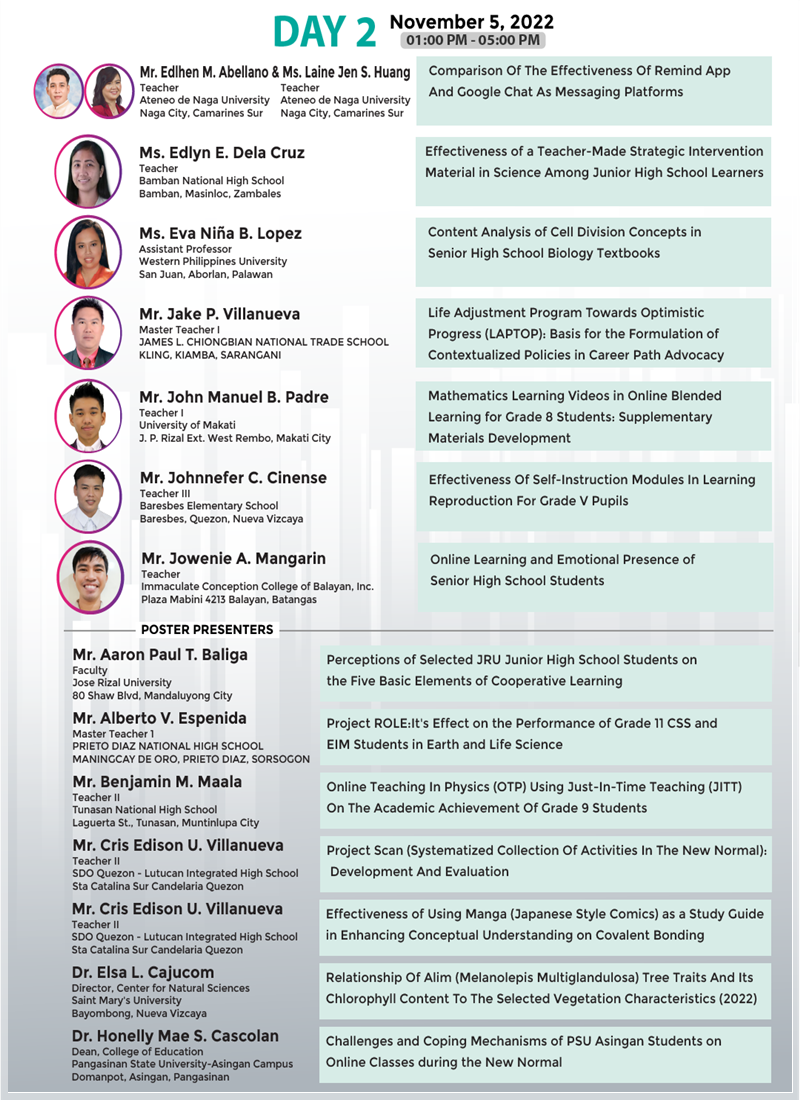 DAY 2
November 5, 2022
01:00 PM - 05:00 PM
Mr. Edlhen M. Abellano & Ms. Laine Jen S. Huang
Teacher Teacher
Ateneo de Naga University Ateneo de Naga University
Naga City, Camarines Sur Naga City, Camarines Sur
Comparison Of The Effectiveness Of Remind App
And Google Chat As Messaging Platforms
Ms. Edlyn E. Dela Cruz
Teacher
Bamban National High School
Bamban, Masinloc, Zambales
Effectiveness of a Teacher-Made Strategic Intervention
Material in Science Among Junior High School Learners
Ms. Eva Niña B. Lopez
Assistant Professor
Western Philippines University
San Juan, Aborlan, Palawan
Content Analysis of Cell Division Concepts in
Senior High School Biology Textbooks
Mr. Jake P. Villanueva
Master Teacher I
JAMES L. CHIONGBIAN NATIONAL TRADE SCHOOL
KLING, KIAMBA, SARANGANI
Life Adjustment Program Towards Optimistic
Progress (LAPTOP): Basis for the Formulation of
Contextualized Policies in Career Path Advocacy
Mr. John Manuel B. Padre
Teacher I
University of Makati
J. P. Rizal Ext. West Rembo, Makati City
Mathematics Learning Videos in Online Blended
Learning for Grade 8 Students: Supplementary
Materials Development
Mr. Johnnefer C. Cinense
Teacher III
Baresbes Elementary School
Baresbes, Quezon, Nueva Vizcaya
Effectiveness Of Self-Instruction Modules In Learning
Reproduction For Grade V Pupils
Mr. Jowenie A. Mangarin
Teacher
Immaculate Conception College of Balayan, Inc.
Plaza Mabini 4213 Balayan, Batangas
Online Learning and Emotional Presence of
Senior High School Students
POSTER PRESENTERS
Mr. Aaron Paul T. Baliga
Faculty
Jose Rizal University
80 Shaw Blvd, Mandaluyong City
Perceptions of Selected JRU Junior High School Students on
the Five Basic Elements of Cooperative Learning
Mr. Alberto V. Espenida
Master Teacher 1
PRIETO DIAZ NATIONAL HIGH SCHOOL
MANINGCAY DE ORO, PRIETO DIAZ, SORSOGON
Project ROLE:It's Effect on the Performance of Grade 11 CSS and
EIM Students in Earth and Life Science
Mr. Benjamin M. Maala
Teacher II
Tunasan National High School
Laguerta St., Tunasan, Muntinlupa City
Online Teaching In Physics (OTP) Using Just-In-Time Teaching (JITT)
On The Academic Achievement Of Grade 9 Students
Mr. Cris Edison U. Villanueva
Teacher II
SDO Quezon - Lutucan Integrated High School
Sta Catalina Sur Candelaria Quezon
Project Scan (Systematized Collection Of Activities In The New Normal):
Development And Evaluation
Mr. Cris Edison U. Villanueva
Teacher II
SDO Quezon - Lutucan Integrated High School
Sta Catalina Sur Candelaria Quezon
Effectiveness of Using Manga (Japanese Style Comics) as a Study Guide
in Enhancing Conceptual Understanding on Covalent Bonding
Dr. Elsa L. Cajucom
Director, Center for Natural Sciences
Saint Mary's University
Bayombong, Nueva Vizcaya
Relationship Of Alim (Melanolepis Multiglandulosa) Tree Traits And Its
Chlorophyll Content To The Selected Vegetation Characteristics (2022)
Dr. Honelly Mae S. Cascolan
Dean, College of Education
Pangasinan State University-Asingan Campus
Domanpot, Asingan, Pangasinan
Challenges and Coping Mechanisms of PSU Asingan Students on
Online Classes during the New Normal